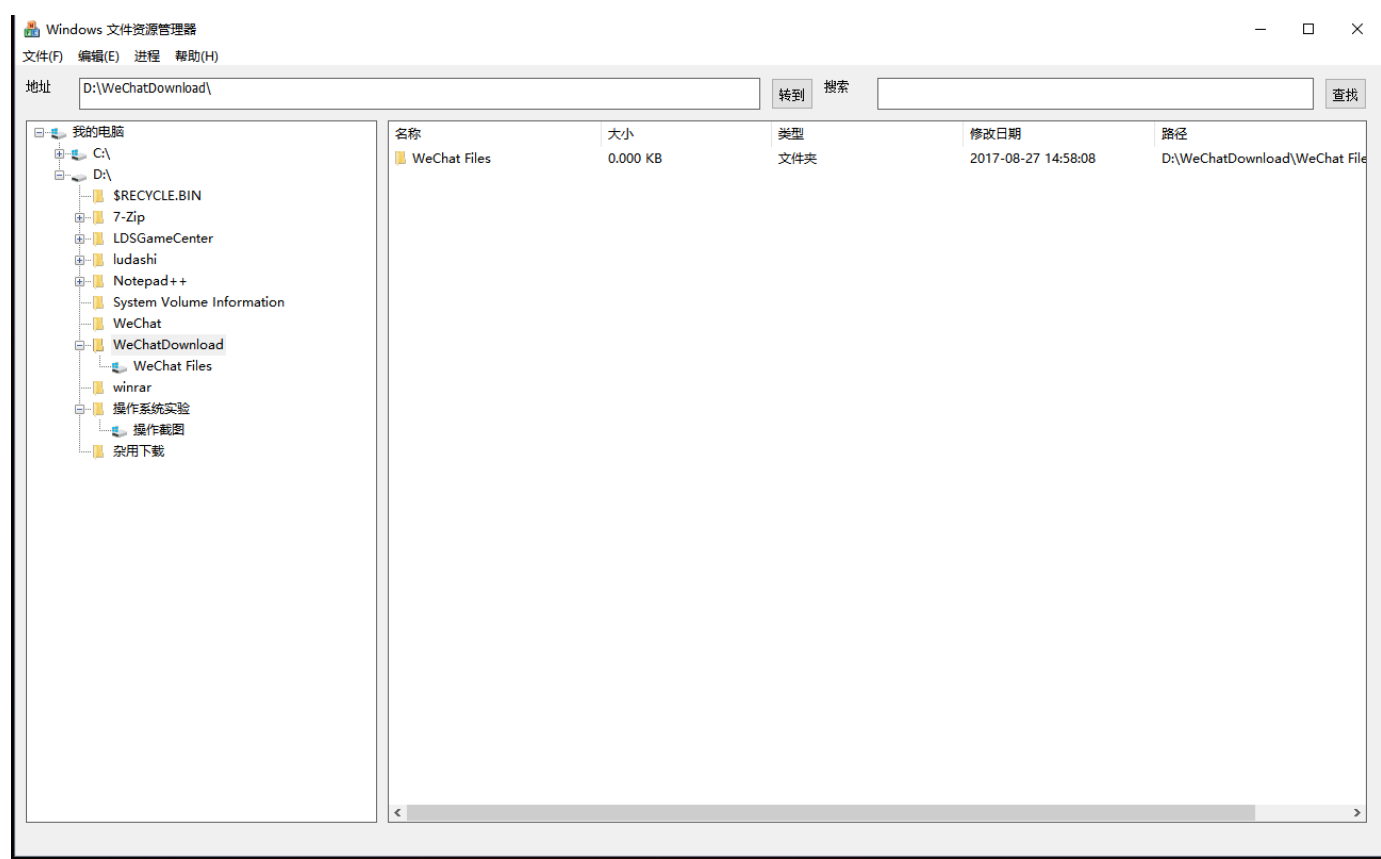 Windows 文件资源管理器
文件(F) 编辑(E) 进程 帮助(H)
地址 D:\WeChatDownload\ 转到 搜索 查找
我的电脑
C:\
D:\
$RECYCLE.BIN
7-Zip
LDSGameCenter
ludashi
Notepad++
System Volume Information
WeChat
WeChatDownload
WeChat Files
winrar
操作系统实验
操作截图
杂用下载
名称 大小 类型 修改日期 路径
WeChat Files 0.000 KB 文件夹 2017-08-27 14:58:08 D:\WeChatDownload\WeChat File